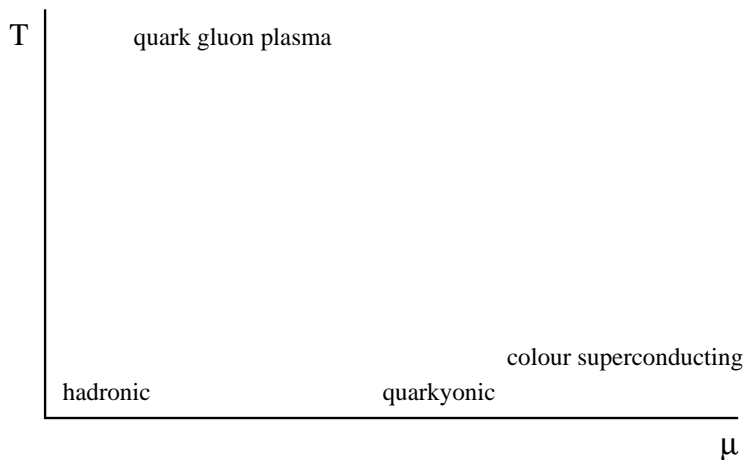 T
quark gluon plasma
colour superconducting
hadronic
quarkyonic
μ